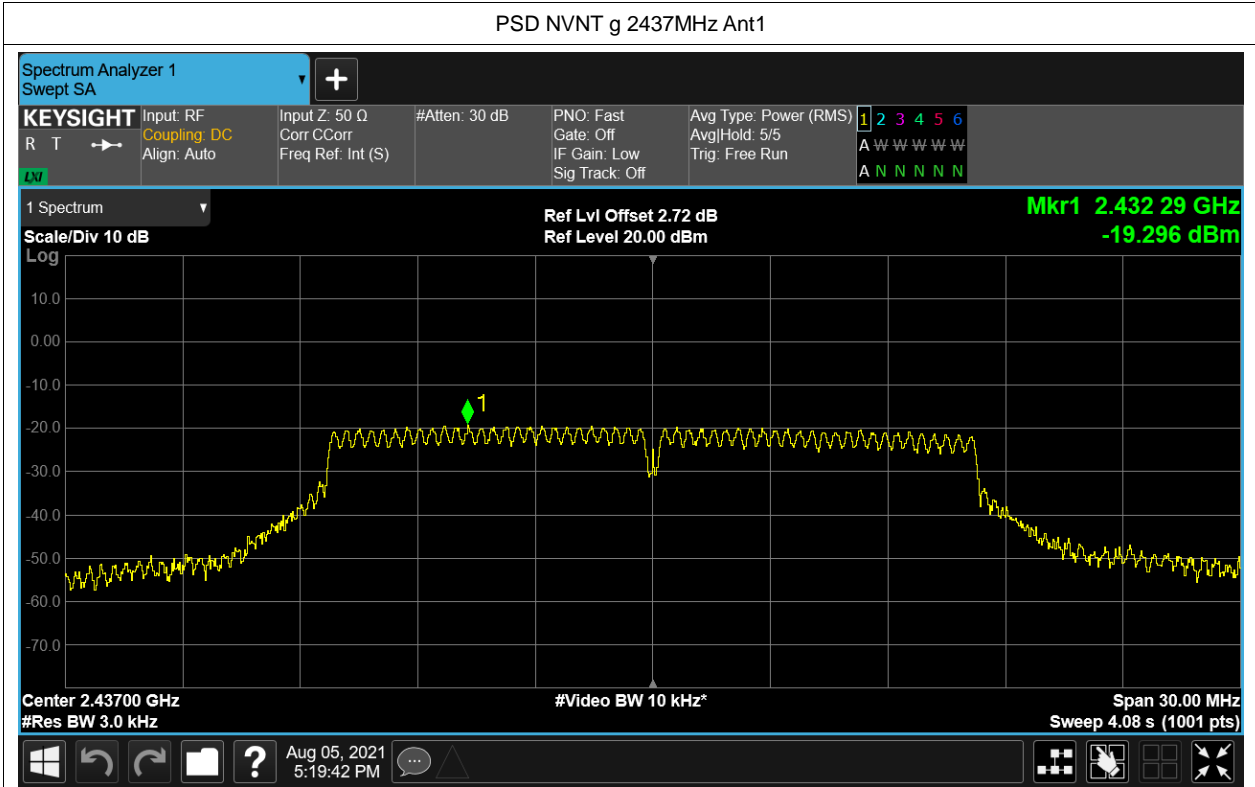 PSD NVNT g 2437MHz Ant1
Spectrum Analyzer 1
Swept SA
KEYSIGHT
R T
LXI
Input: RF
Coupling: DC
Align: Auto
Input Z: 50 Ω
Corr CCorr
Freq Ref: Int (S)
#Atten: 30 dB
PNO: Fast
Gate: Off
IF Gain: Low
Sig Track: Off
Avg Type: Power (RMS)
Avg|Hold: 5/5
Trig: Free Run
1 2 3 4 5 6
A W W W W W
A N N N N N
1 Spectrum
Scale/Div 10 dB
Ref Lvl Offset 2.72 dB
Ref Level 20.00 dBm
Mkr1 2.432 29 GHz
-19.296 dBm
Log
10.0
0.00
-10.0
-20.0
-30.0
-40.0
-50.0
-60.0
-70.0
1
Center 2.43700 GHz
#Res BW 3.0 kHz
#Video BW 10 kHz*
Span 30.00 MHz
Sweep 4.08 s (1001 pts)
?
Aug 05, 2021
5:19:42 PM